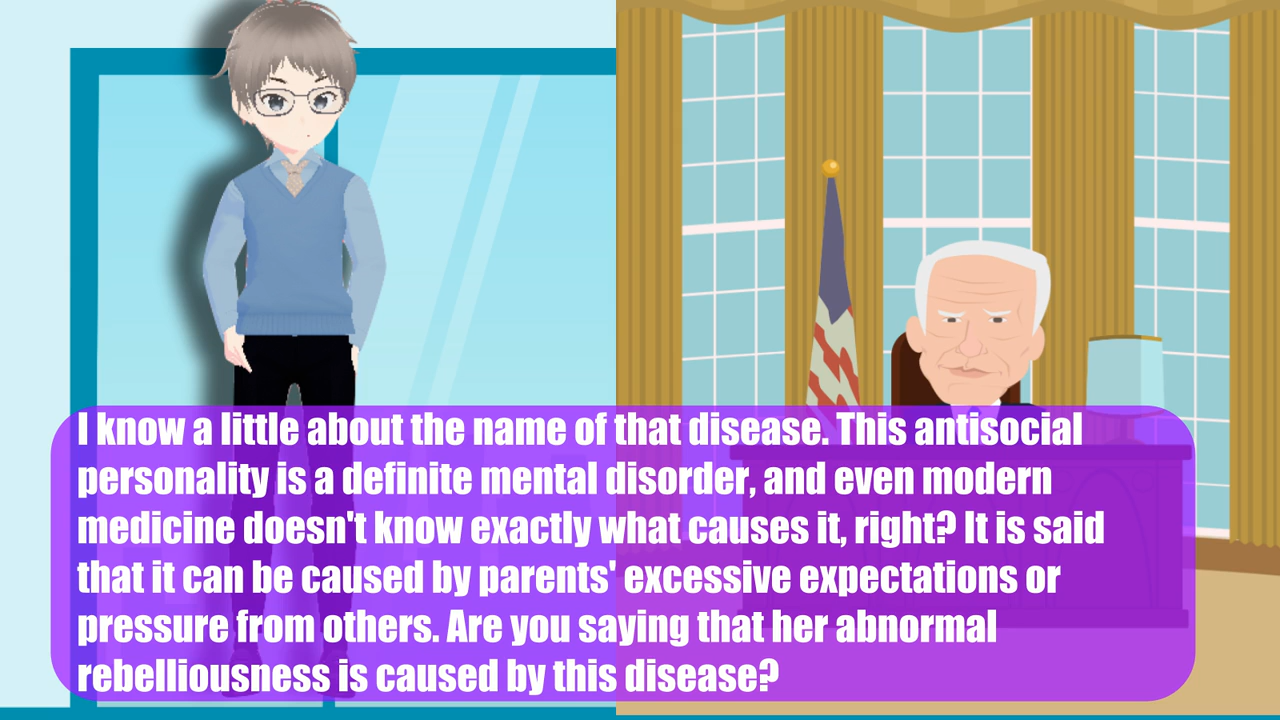 I know a little about the name of that disease. This antisocial
personality is a definite mental disorder, and even modern
medicine doesn't know exactly what causes it, right? It is said
that it can be caused by parents' excessive expectations or
pressure from others. Are you saying that her abnormal
rebelliousness is caused by this disease?